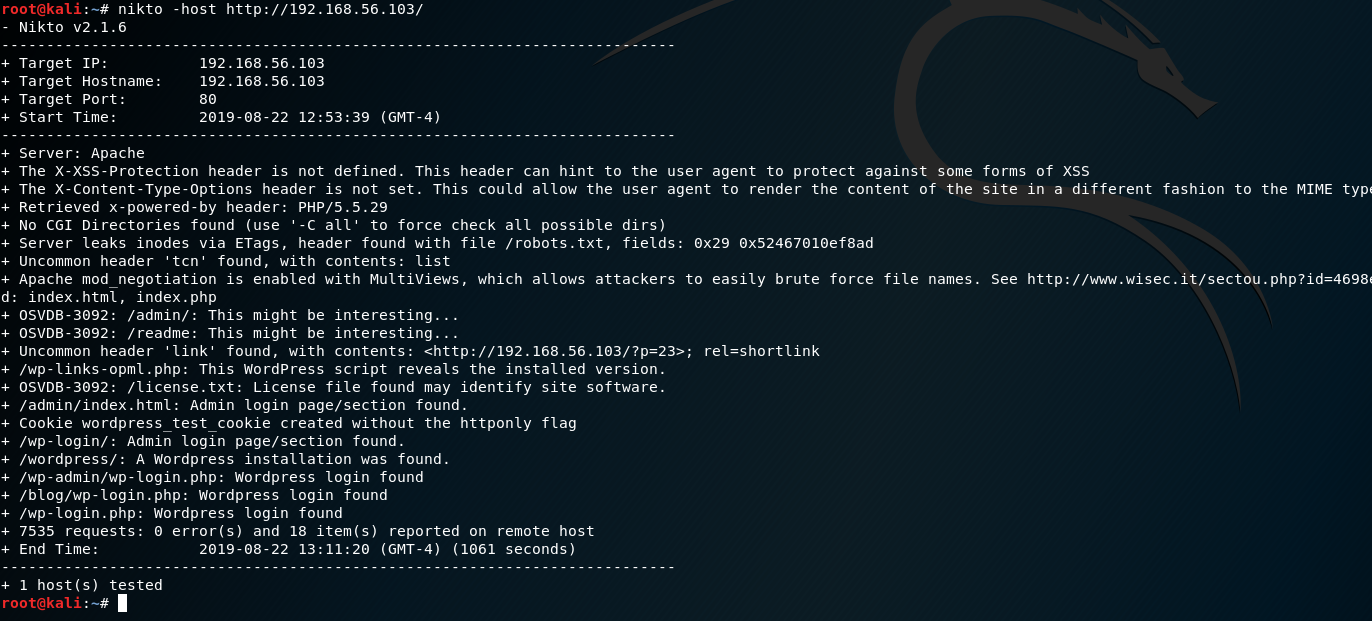 root@kali:~# nikto -host http://192.168.56.103/
- Nikto v2.1.6
---------------------------------------------------------------------------
+ Target IP:          192.168.56.103
+ Target Hostname:    192.168.56.103
+ Target Port:        80
+ Start Time:         2019-08-22 12:53:39 (GMT-4)
---------------------------------------------------------------------------
+ Server: Apache
+ The X-XSS-Protection header is not defined. This header can hint to the user agent to protect against some forms of XSS
+ The X-Content-Type-Options header is not set. This could allow the user agent to render the content of the site in a different fashion to the MIME type
+ Retrieved x-powered-by header: PHP/5.5.29
+ No CGI Directories found (use '-C all' to force check all possible dirs)
+ Server leaks inodes via ETags, header found with file /robots.txt, fields: 0x29 0x52467010ef8ad
+ Uncommon header 'tcn' found, with contents: list
+ Apache mod_negotiation is enabled with MultiViews, which allows attackers to easily brute force file names. See http://www.wisec.it/sectou.php?id=4698e
d: index.html, index.php
+ OSVDB-3092: /admin/: This might be interesting...
+ OSVDB-3092: /readme: This might be interesting...
+ Uncommon header 'link' found, with contents: <http://192.168.56.103/?p=23>; rel=shortlink
+ /wp-links-opml.php: This WordPress script reveals the installed version.
+ OSVDB-3092: /license.txt: License file found may identify site software.
+ /admin/index.html: Admin login page/section found.
+ Cookie wordpress_test_cookie created without the httponly flag
+ /wp-login/: Admin login page/section found.
+ /wordpress/: A Wordpress installation was found.
+ /wp-admin/wp-login.php: Wordpress login found
+ /blog/wp-login.php: Wordpress login found
+ /wp-login.php: Wordpress login found
+ 7535 requests: 0 error(s) and 18 item(s) reported on remote host
+ End Time:           2019-08-22 13:11:20 (GMT-4) (1061 seconds)
---------------------------------------------------------------------------
+ 1 host(s) tested
root@kali:~#